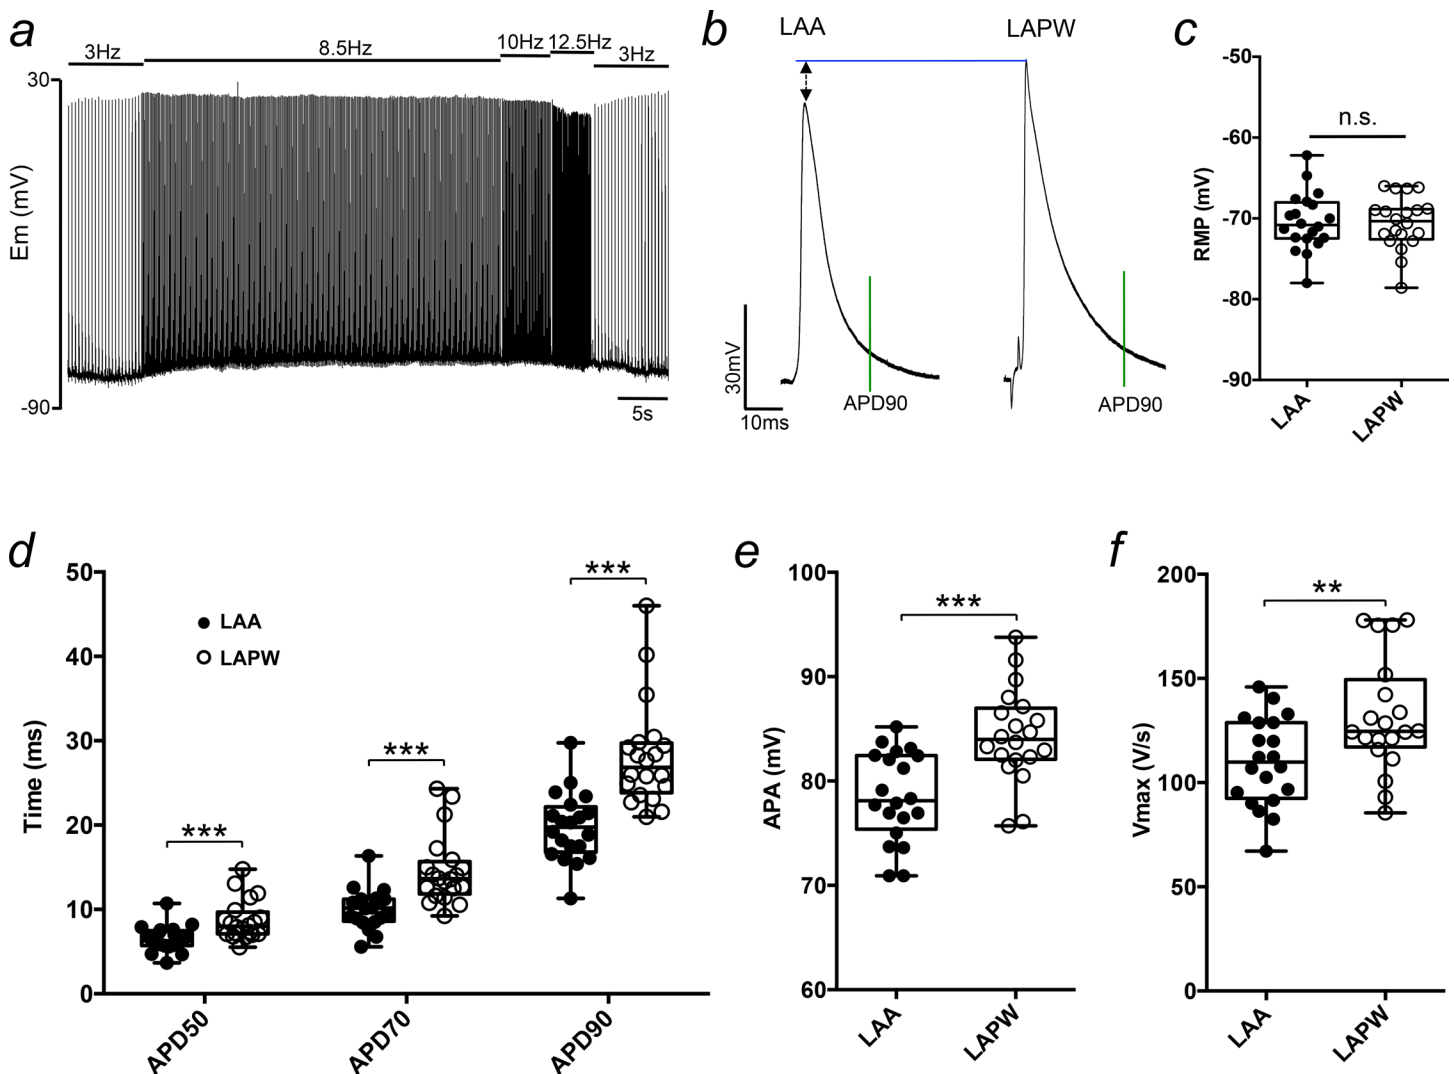 a
3Hz 8.5Hz 10Hz 12.5Hz 3Hz
30
Em (mV)
-90
5s
b
LAA LAPW
30mV
10ms
APD90 APD90
c
-50
-60
-70
-80
-90
RMP (mV)
n.s.
LAA LAPW
d
50
40
30
20
10
0
Time (ms)
LAA
LAPW
*** *** ***
APD50 APD70 APD90
e
100
90
80
70
60
APA (mV)
***
LAA LAPW
f
200
150
100
50
0
Vmax (V/s)
**
LAA LAPW